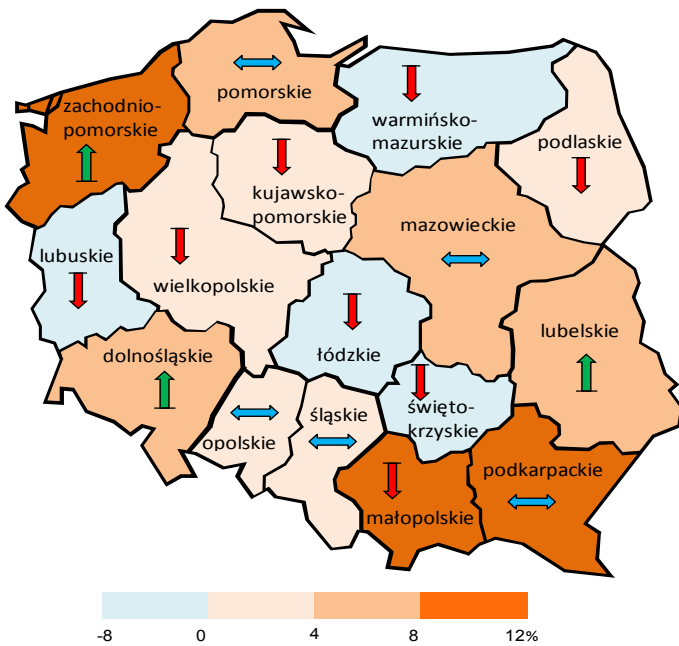 pomorskie
zachodnio-
pomorskie
warmińsko-
mazurskie
podlaskie
kujawsko-
pomorskie
mazowieckie
lubuskie
wielkopolskie
lubelskie
dolnośląskie
łódzkie
śląskie
święto-
krzyskie
opolskie
podkarpackie
małopolskie
-8 0 4 8 12%